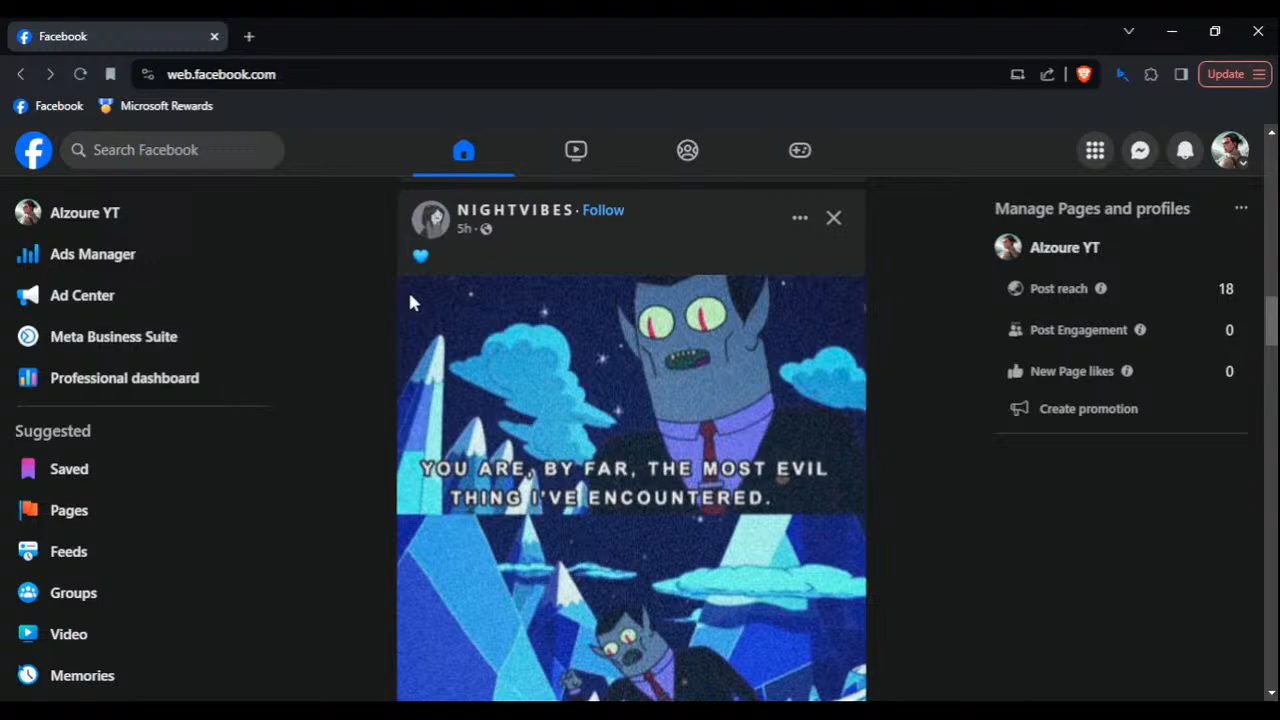 Facebook
web.facebook.com
Update
Facebook
Microsoft Rewards
Search Facebook
Alzoure YT
Ads Manager
Ad Center
Meta Business Suite
Professional dashboard
Suggested
Saved
Pages
Feeds
Groups
Video
Memories
N I G H T V I B E S · Follow
5h ·
YOU ARE, BY FAR, THE MOST EVIL
THING I'VE ENCOUNTERED.
Manage Pages and profiles
Alzoure YT
Post reach 18
Post Engagement 0
New Page likes 0
Create promotion